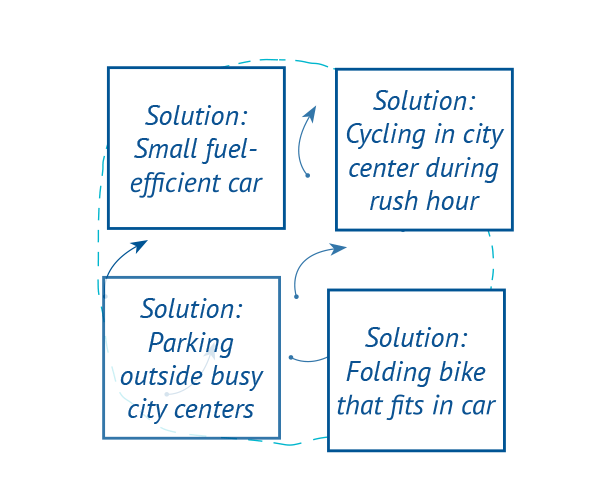 Solution:
Small fuel-
efficient car
Solution:
Cycling in city
center during
rush hour
Solution:
Parking
outside busy
city centers
Solution:
Folding bike
that fits in car